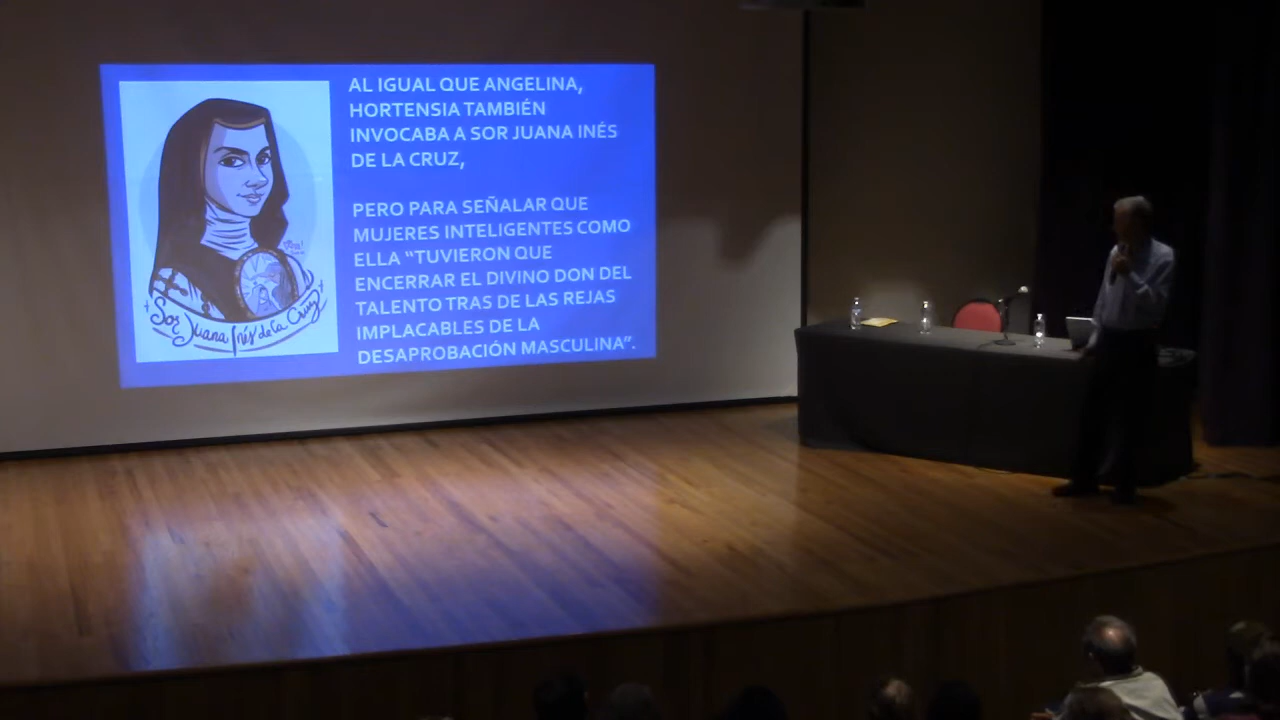 AL IGUAL QUE ANGELINA,
HORTENSIA TAMBIÉN
INVOCABA A SOR JUANA INÉS
DE LA CRUZ,
PERO PARA SEÑALAR QUE
MUJERES INTELIGENTES COMO
ELLA “TUVIERON QUE
ENCERRAR EL DIVINO DON DEL
TALENTO TRAS DE LAS REJAS
IMPLACABLES DE LA
DESAPROBACIÓN MASCULINA”.
Sor Juana Inés de la Cruz